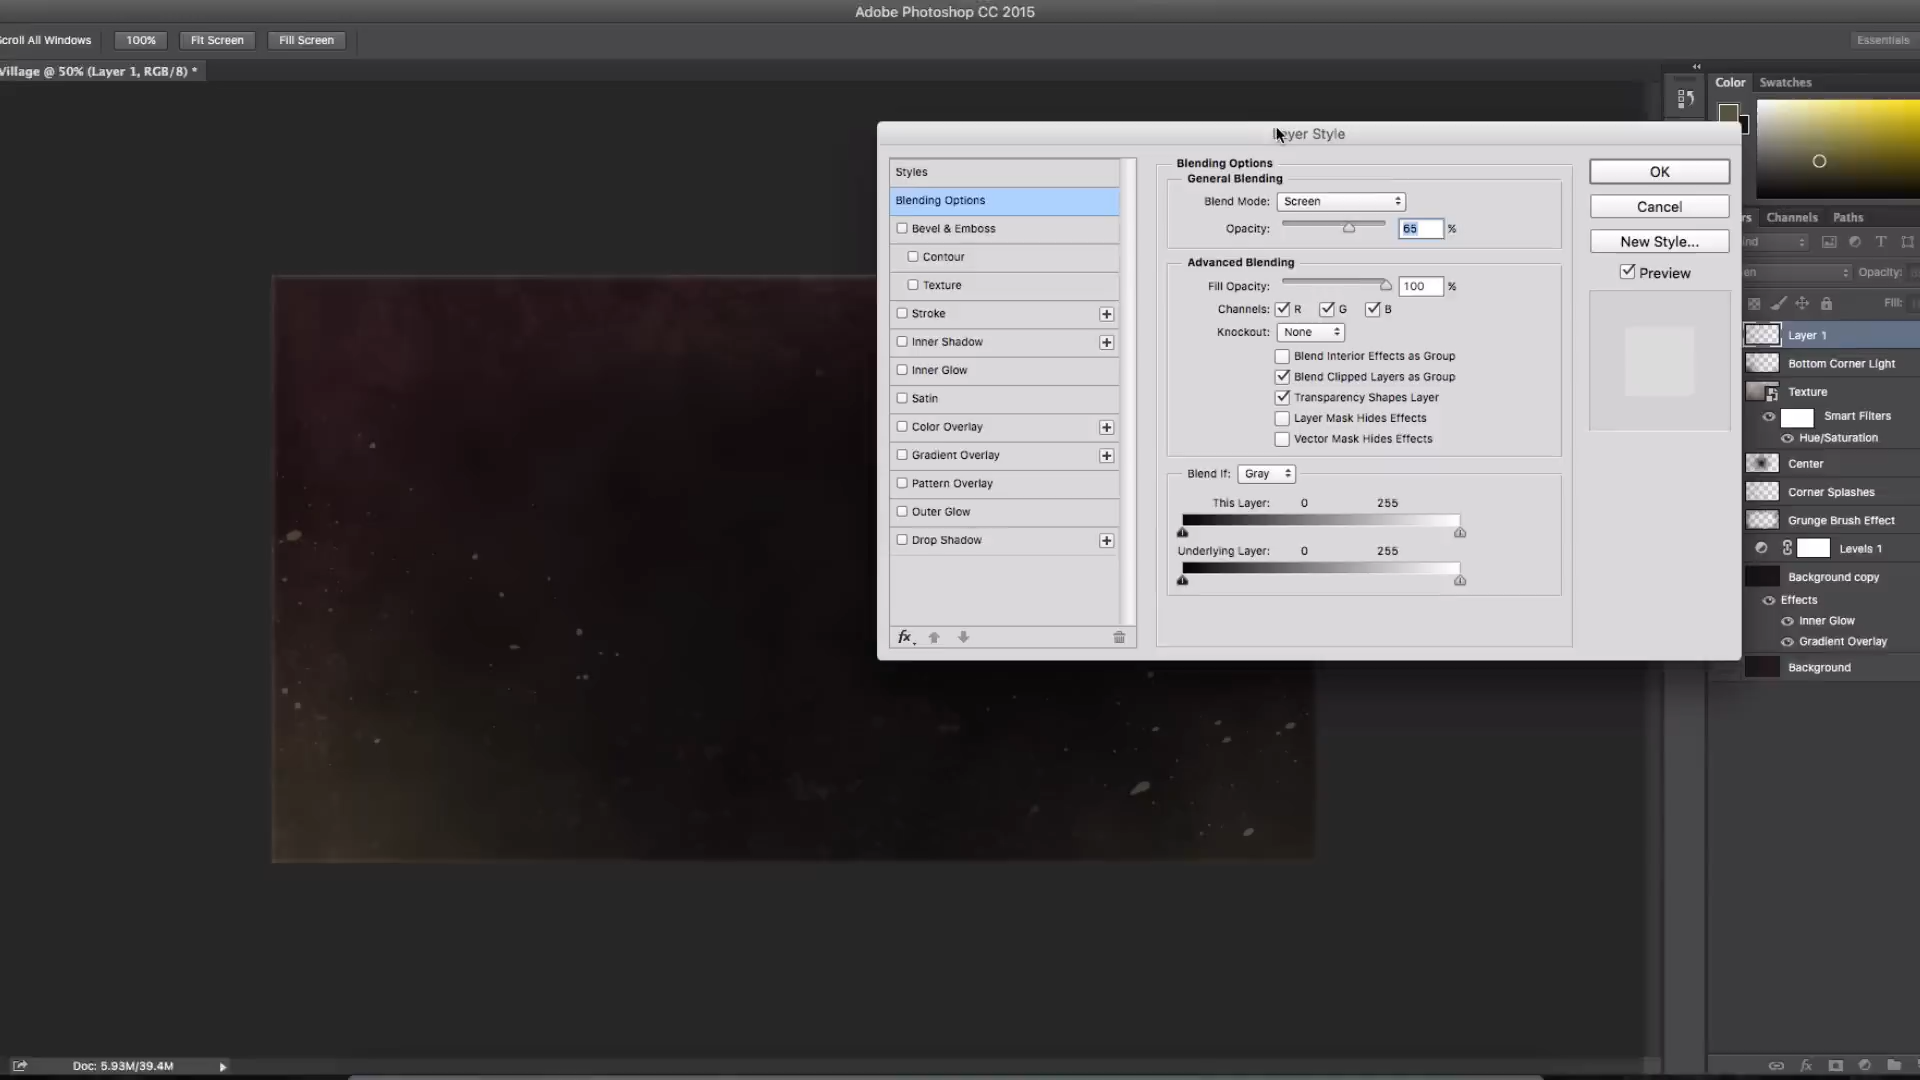 Adobe Photoshop CC 2015
Scroll All Windows
100%
Fit Screen
Fill Screen
Essentials
Village @ 50% (Layer 1, RGB/8) *
Color
Swatches
Style
Styles
Blending Options
Bevel & Emboss
Contour
Texture
Stroke
Inner Shadow
Inner Glow
Satin
Color Overlay
Gradient Overlay
Pattern Overlay
Outer Glow
Drop Shadow
fx
Blending Options
General Blending
Blend Mode: Screen
Opacity: 65 %
Advanced Blending
Fill Opacity: 100 %
Channels: R G B
Knockout: None
Blend Interior Effects as Group
Blend Clipped Layers as Group
Transparency Shapes Layer
Layer Mask Hides Effects
Vector Mask Hides Effects
Blend If: Gray
This Layer: 0 255
Underlying Layer: 0 255
OK
Cancel
New Style...
Preview
Channels
Paths
Opacity:
Fill:
Layer 1
Bottom Corner Light
Texture
Smart Filters
Hue/Saturation
Center
Corner Splashes
Grunge Brush Effect
Levels 1
Background copy
Effects
Inner Glow
Gradient Overlay
Background
Doc: 5.93M/39.4M
fx